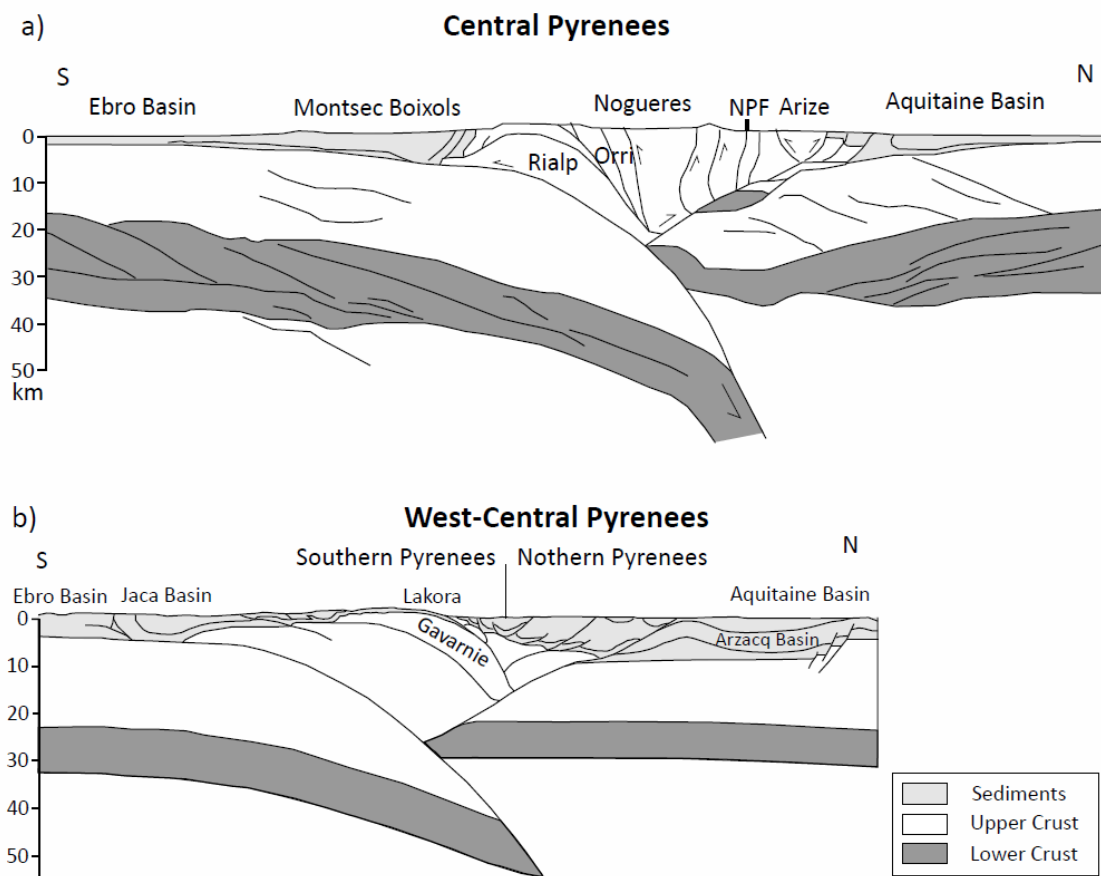 a)
Central Pyrenees
S
N
Ebro Basin
Montsec Boixols
Nogueres
NPF
Arize
Aquitaine Basin
0
10
20
30
40
50
km
Rialp
Orri
b)
West-Central Pyrenees
S
N
Southern Pyrenees
Nothern Pyrenees
Ebro Basin
Jaca Basin
Lakora
Aquitaine Basin
0
10
20
30
40
50
Gavarnie
Arzacq Basin
Sediments
Upper Crust
Lower Crust